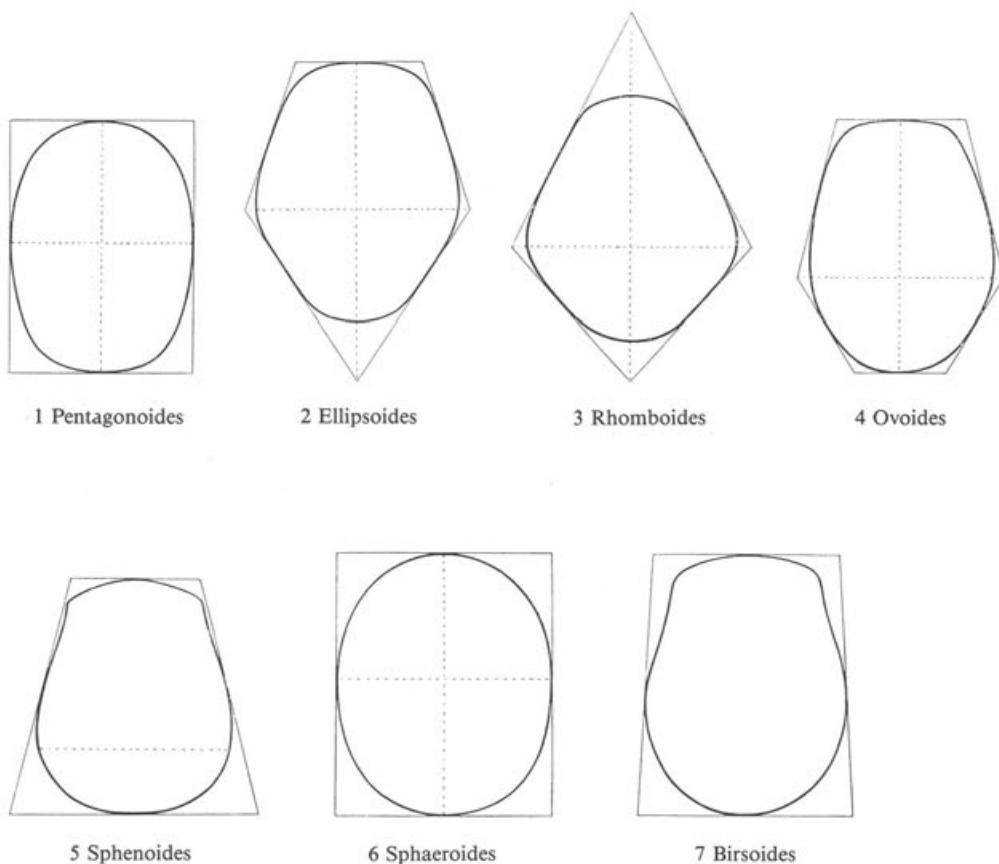 1 Pentagonoides
2 Ellipsoides
3 Rhomboides
4 Ovoides
5 Sphenoides
6 Sphaeroides
7 Birsoides